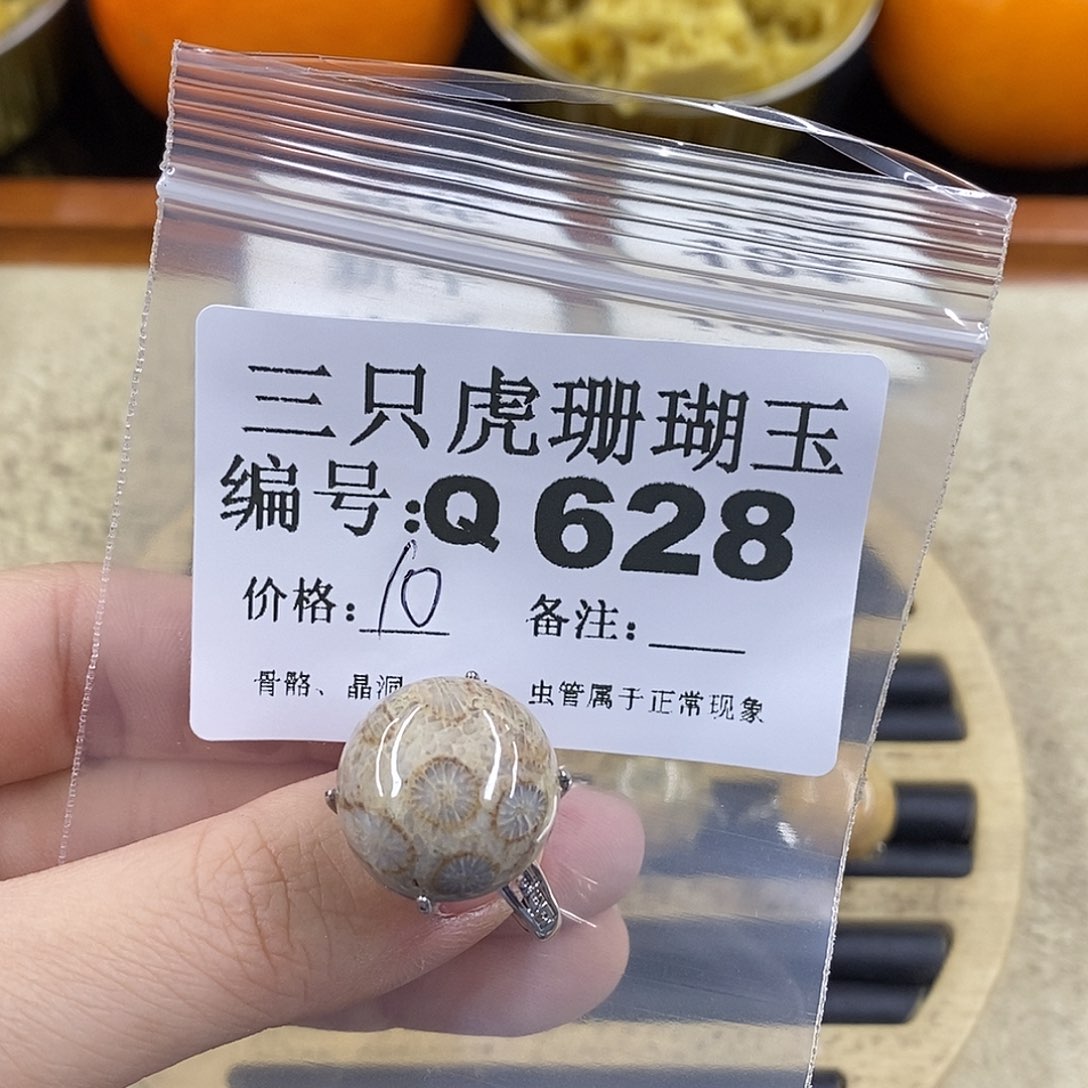 三只虎珊瑚玉
编号:Q 628
价格:10 备注:
骨骼、晶洞 虫管属于正常现象